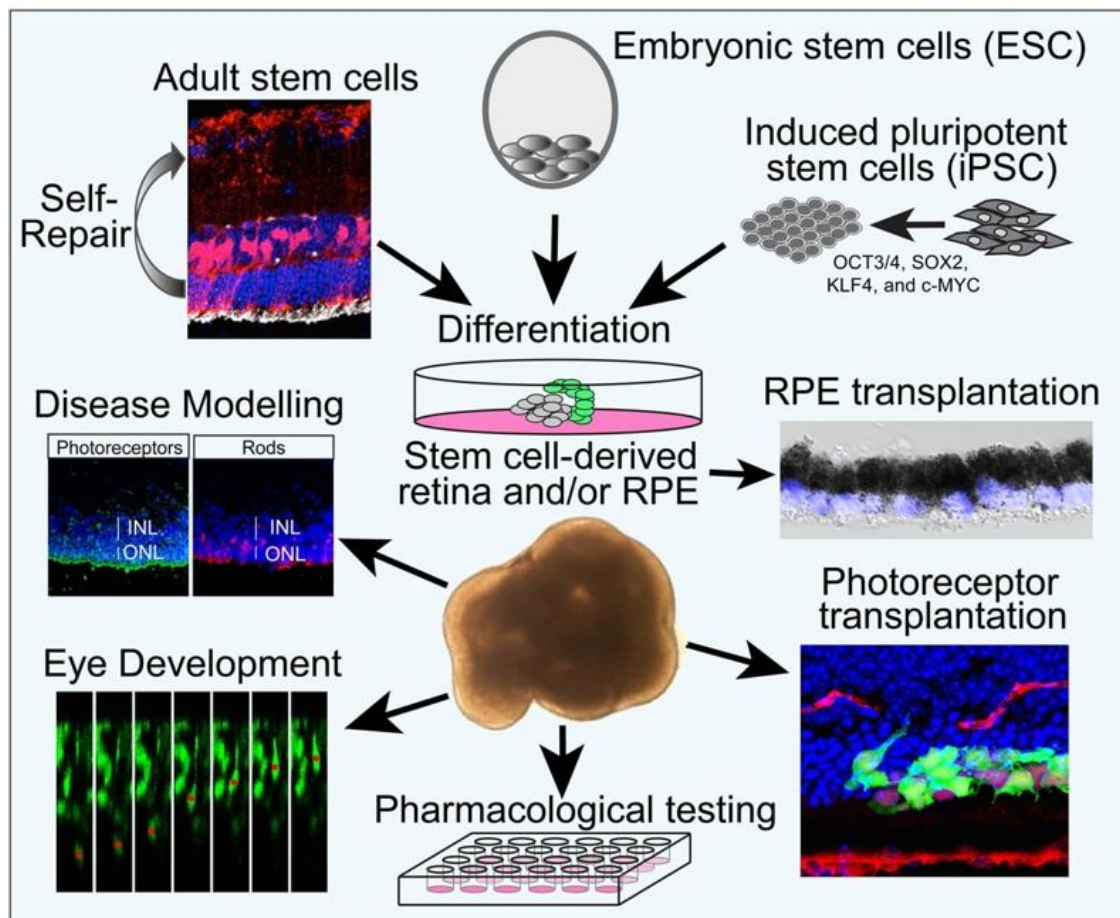 Embryonic stem cells (ESC)
Adult stem cells
Induced pluripotent
stem cells (iPSC)
Self-
Repair
OCT3/4, SOX2,
KLF4, and c-MYC
Differentiation
Disease Modelling
RPE transplantation
Photoreceptors
Rods
Stem cell-derived
retina and/or RPE
INL
INL
ONL
ONL
Photoreceptor
transplantation
Eye Development
Pharmacological testing